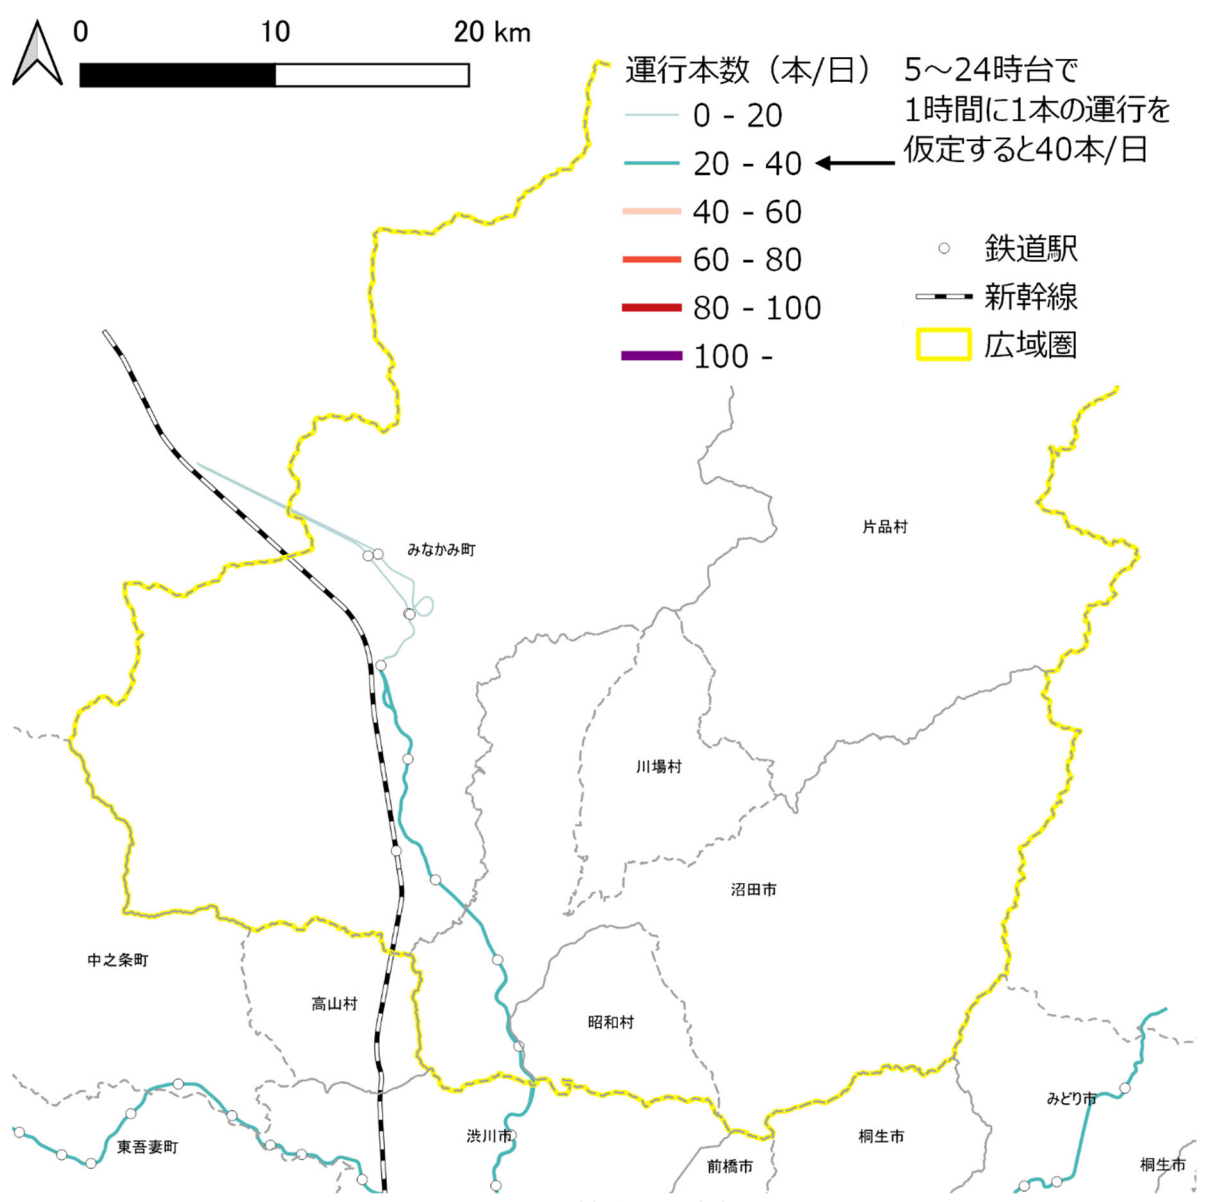 0 10 20 km
運行本数（本/日）
0 - 20
20 - 40
40 - 60
60 - 80
80 - 100
100 -
5～24時台で
1時間に1本の運行を
仮定すると40本/日
鉄道駅
新幹線
広域圏
片品村
みなかみ町
川場村
沼田市
中之条町
高山村
昭和村
みどり市
東吾妻町
渋川市
前橋市
桐生市
桐生市